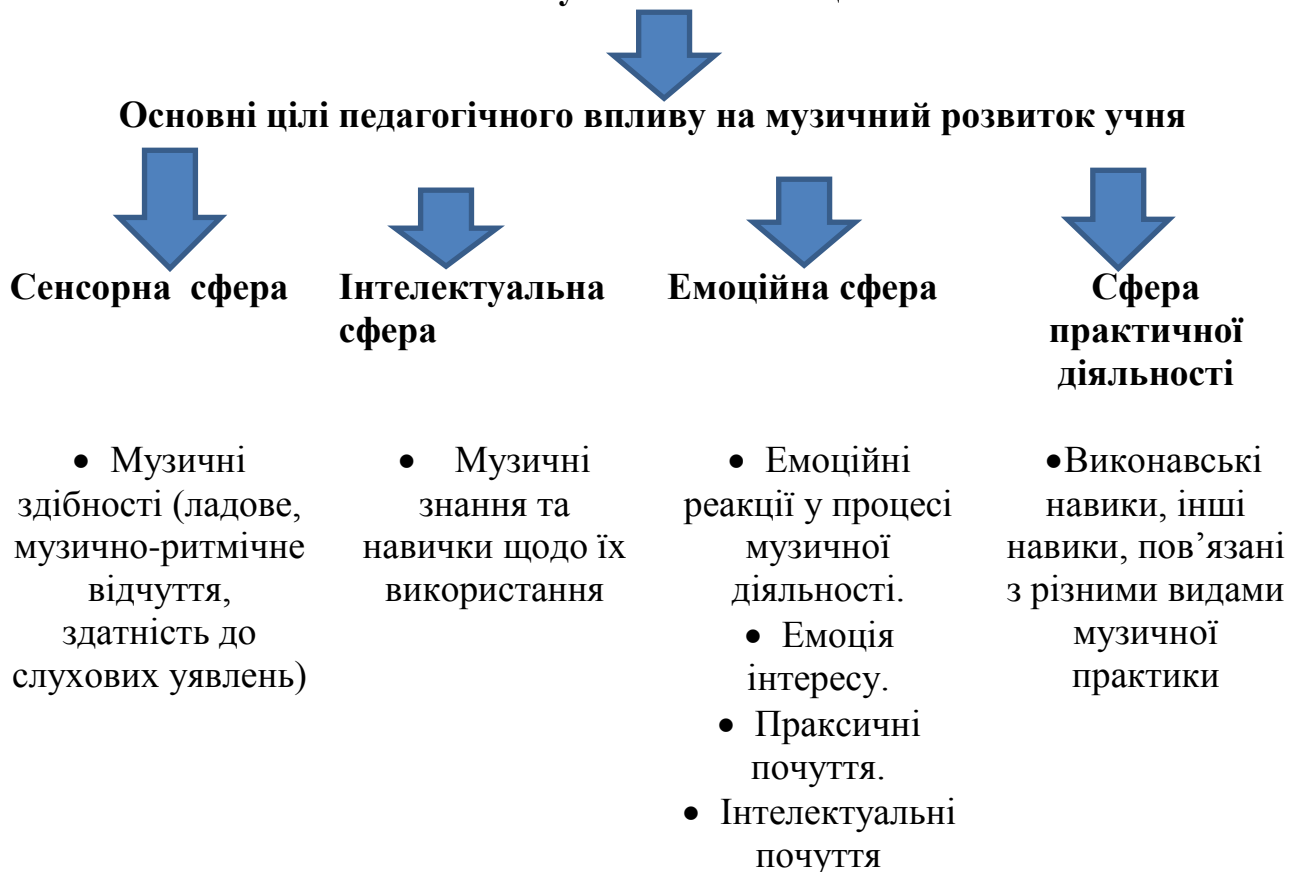 Основні цілі педагогічного впливу на музичний розвиток учня
Сенсорна сфера
Інтелектуальна
сфера
Емоційна сфера
Сфера
практичної
діяльності
• Музичні
здібності (ладове,
музично-ритмічне
відчуття,
здатність до
слухових уявлень)
• Музичні
знання та
навички щодо їх
використання
• Емоційні
реакції у процесі
музичної
діяльності.
• Емоція
інтересу.
• Праксичні
почуття.
• Інтелектуальні
почуття
•Виконавські
навики, інші
навики, пов’язані
з різними видами
музичної
практики